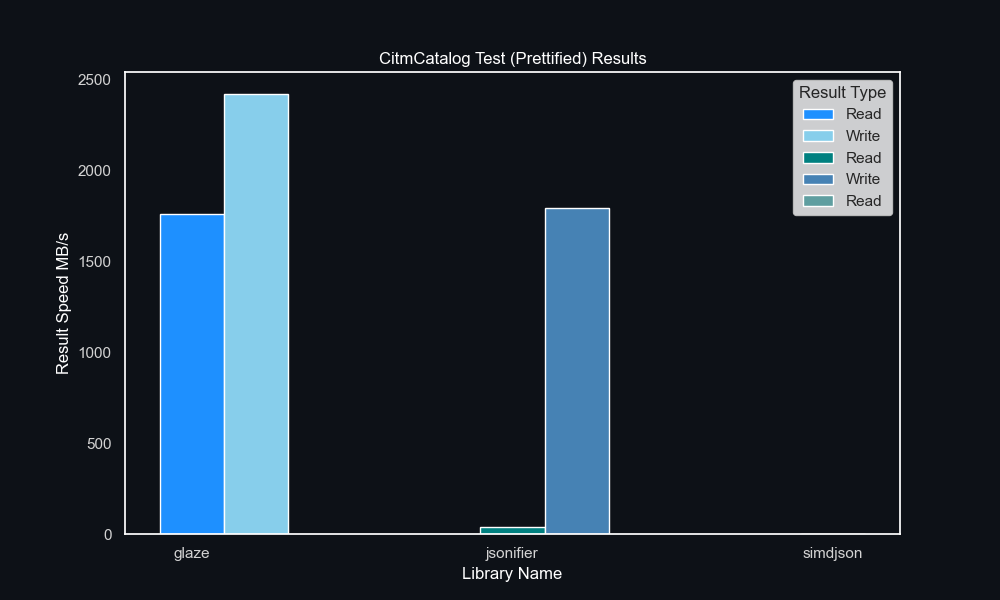 CitmCatalog Test (Prettified) Results
Result Speed MB/s
2500
2000
1500
1000
500
0
Result Type
Read
Write
Read
Write
Read
glaze
jsonifier
simdjson
Library Name